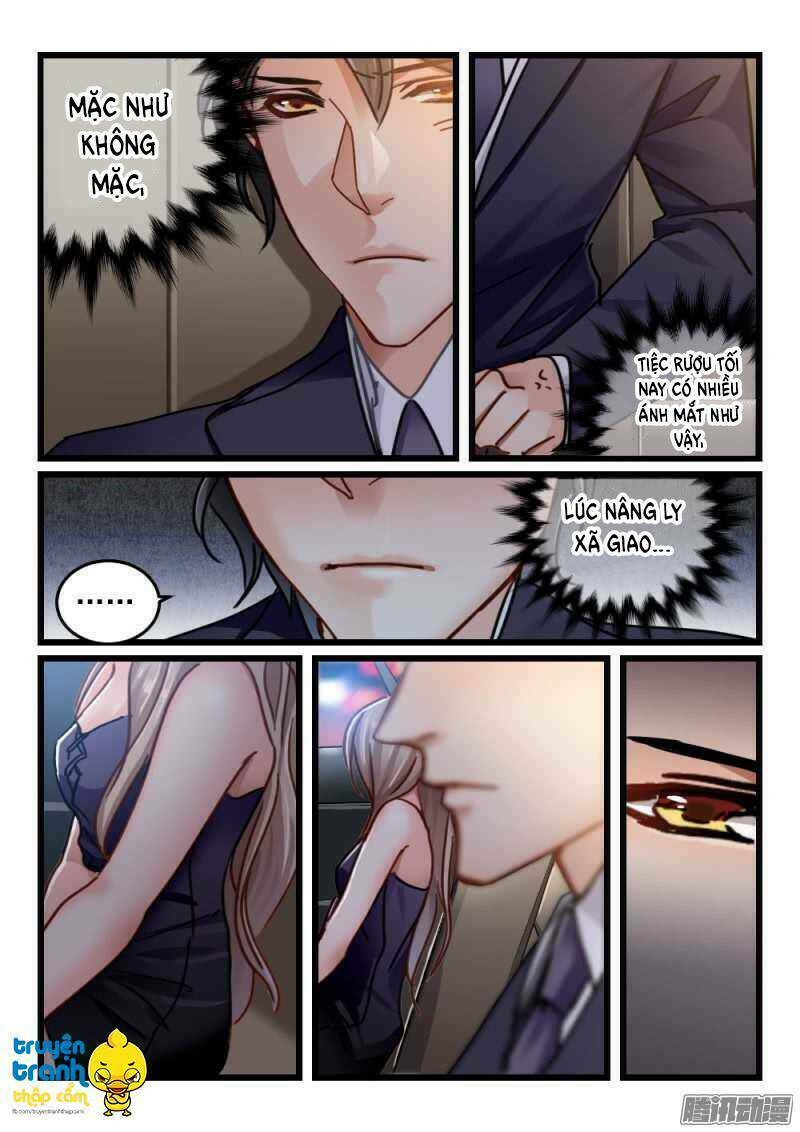 MẶC NHƯ
KHÔNG
MẶC,
TIỆC RƯỢU TỐI
NAY CÓ NHIỀU
ÁNH MẮT NHƯ
VẬY,
LÚC NÂNG LY
XÃ GIAO...
......
truyện
tranh
thập cẩm
fb.com/truyentranhthapcam
腾讯动漫